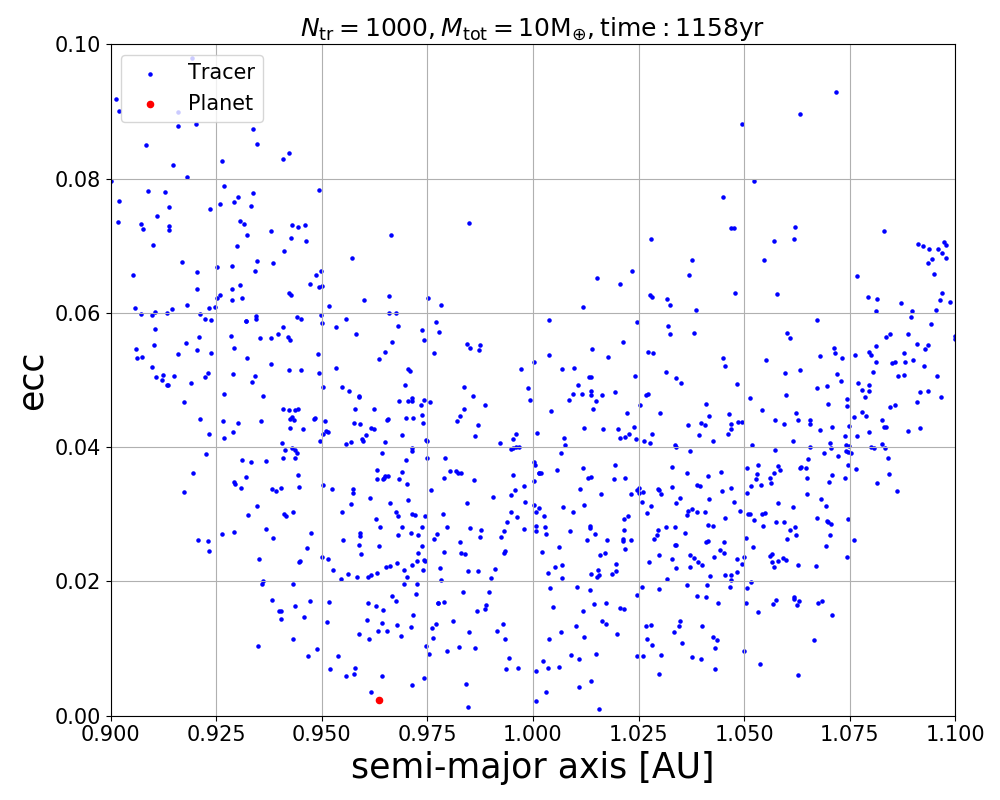 N_tr = 1000, M_tot = 10M_⊕, time : 1158yr
0.10
Tracer
Planet
0.08
0.06
ecc
0.04
0.02
0.00
0.900 0.925 0.950 0.975 1.000 1.025 1.050 1.075 1.100
semi-major axis [AU]